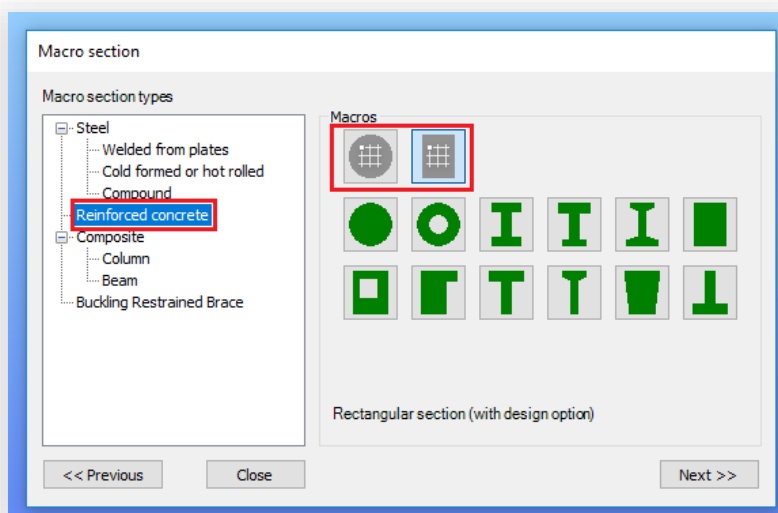 Macro section
Macro section types
Steel
Welded from plates
Cold formed or hot rolled
Compound
Reinforced concrete
Composite
Column
Beam
Buckling Restrained Brace
Macros
Rectangular section (with design option)
<< Previous
Close
Next >>